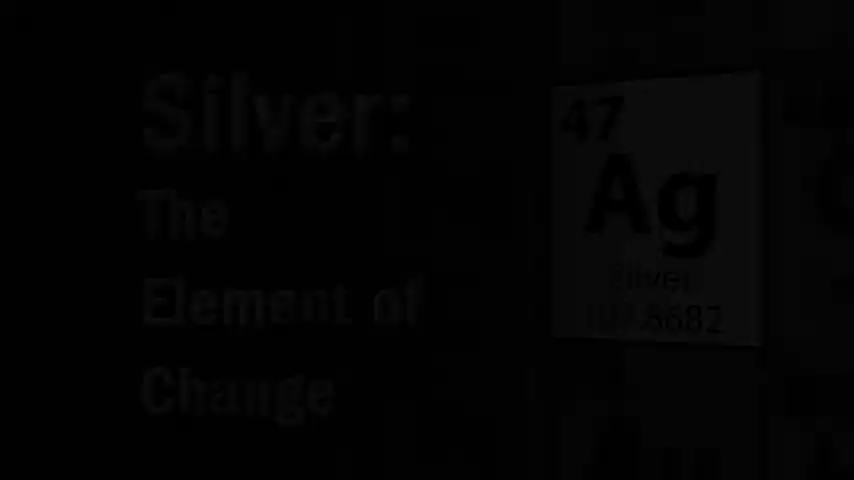 Silver:
The
Element of
Change
47
Ag
Silver
107.8682